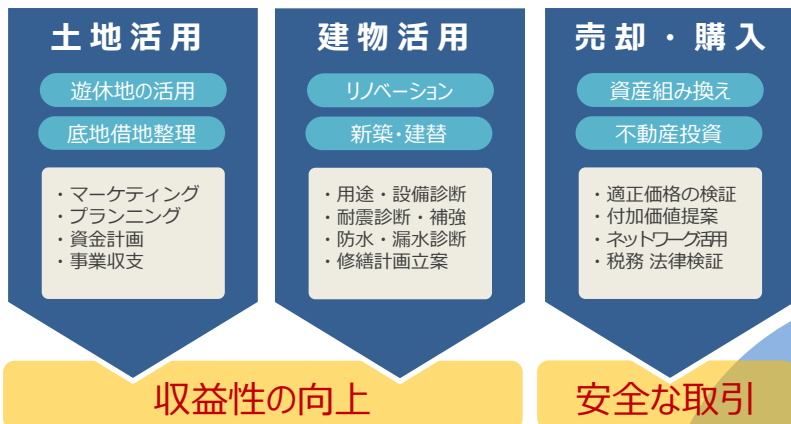 土地活用
遊休地の活用
底地借地整理
・マーケティング
・プランニング
・資金計画
・事業収支
建物活用
リノベーション
新築・建替
・用途・設備診断
・耐震診断・補強
・防水・漏水診断
・修繕計画立案
売却・購入
資産組み換え
不動産投資
・適正価格の検証
・付加価値提案
・ネットワーク活用
・税務 法律検証
収益性の向上
安全な取引